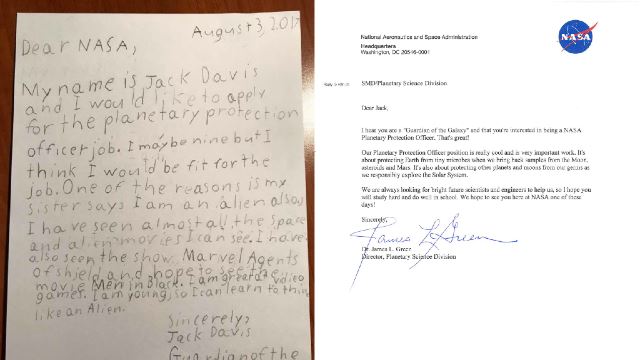 August 3, 2017
Dear NASA,
My name is Jack Davis
and I would like to apply
for the planetary protection
officer job. I may be nine but I
think I would be fit for the
job. One of the reasons is my
sister says I am an alien also
I have seen almost all the space
and alien movies I can see. I have
also seen the show Marvel Agents
of Shield and hope to see the
movie Men in Black. I am great at video
games. I am young, so I can learn to think
like an Alien.
Sincerely,
Jack Davis
Guardian of the
National Aeronautics and Space Administration
Headquarters
Washington, DC 20546-0001
NASA
Reply to Attn of:
SMD/Planetary Science Division
Dear Jack,
I hear you are a "Guardian of the Galaxy" and that you're interested in being a NASA
Planetary Protection Officer. That's great!
Our Planetary Protection Officer position is really cool and is very important work. It's
about protecting Earth from tiny microbes when we bring back samples from the Moon,
asteroids and Mars. It's also about protecting other planets and moons from our germs as
we responsibly explore the Solar System.
We are always looking for bright future scientists and engineers to help us, so I hope you
will study hard and do well in school. We hope to see you here at NASA one of these
days!
Sincerely,
James L Green
Dr. James L. Green
Director, Planetary Science Division